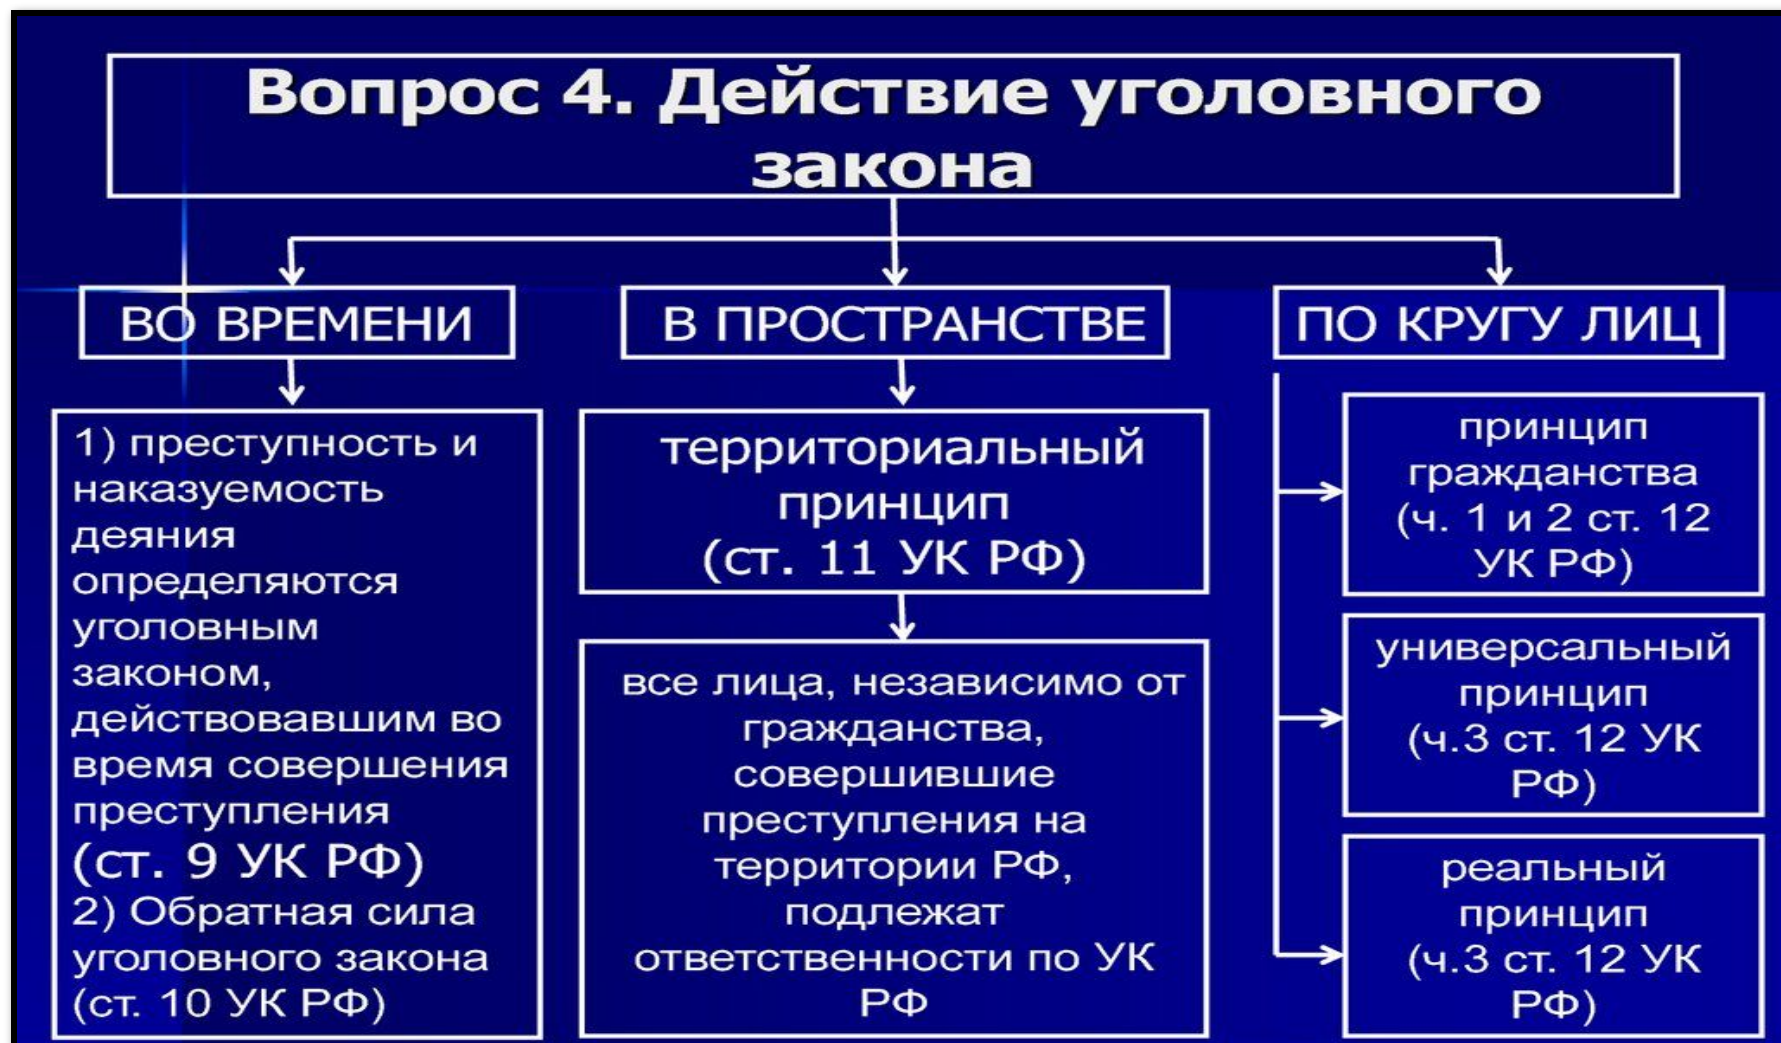 Вопрос 4. Действие уголовного
закона
ВО ВРЕМЕНИ
В ПРОСТРАНСТВЕ
ПО КРУГУ ЛИЦ
1) преступность и
наказуемость
деяния
определяются
уголовным
законом,
действовавшим во
время совершения
преступления
(ст. 9 УК РФ)
2) Обратная сила
уголовного закона
(ст. 10 УК РФ)
территориальный
принцип
(ст. 11 УК РФ)
все лица, независимо от
гражданства,
совершившие
преступления на
территории РФ,
подлежат
ответственности по УК
РФ
принцип
гражданства
(ч. 1 и 2 ст. 12
УК РФ)
универсальный
принцип
(ч.3 ст. 12 УК
РФ)
реальный
принцип
(ч.3 ст. 12 УК
РФ)